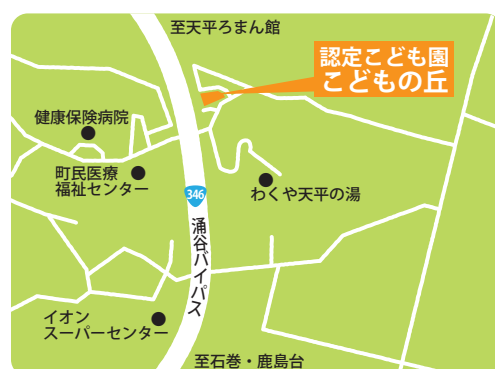 至天平ろまん館
認定こども園
こどもの丘
健康保険病院
町民医療
福祉センター
わくや天平の湯
346
涌谷バイパス
イオン
スーパーセンター
至石巻・鹿島台